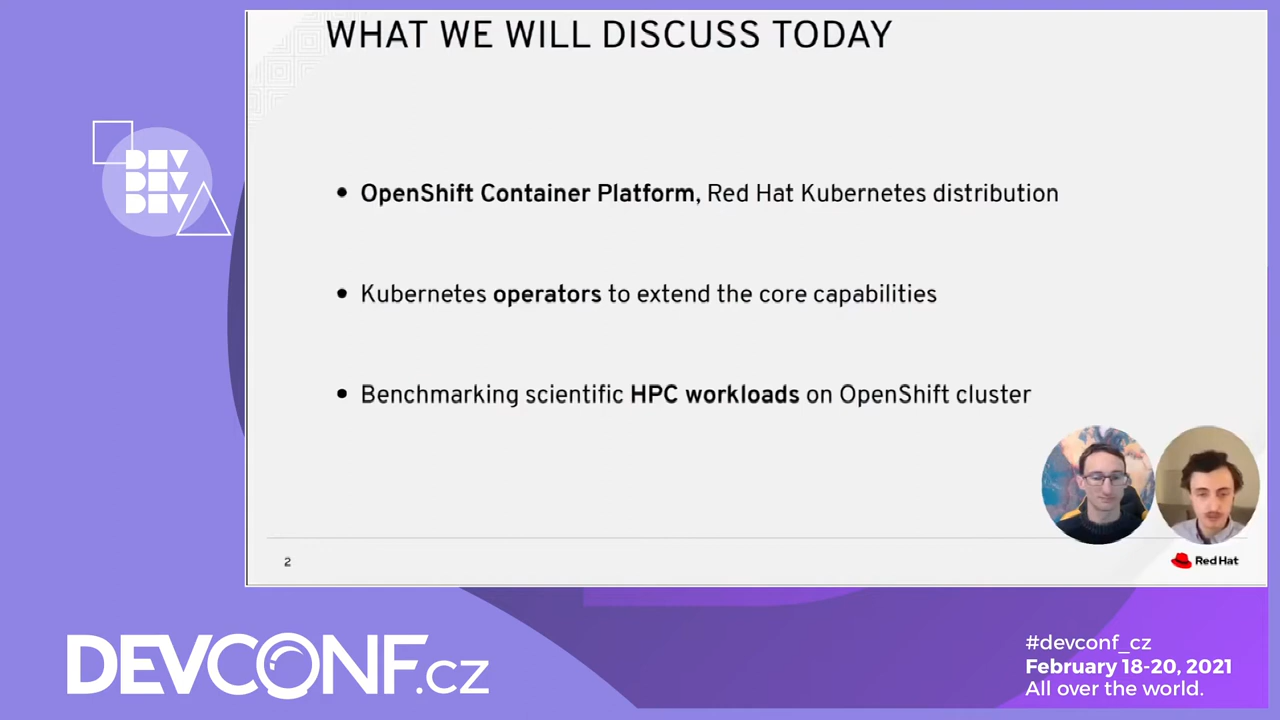 WHAT WE WILL DISCUSS TODAY
DEV
DEV
DEV
• OpenShift Container Platform, Red Hat Kubernetes distribution
• Kubernetes operators to extend the core capabilities
• Benchmarking scientific HPC workloads on OpenShift cluster
2
Red Hat
DEVCONF.cz
#devconf_cz
February 18-20, 2021
All over the world.